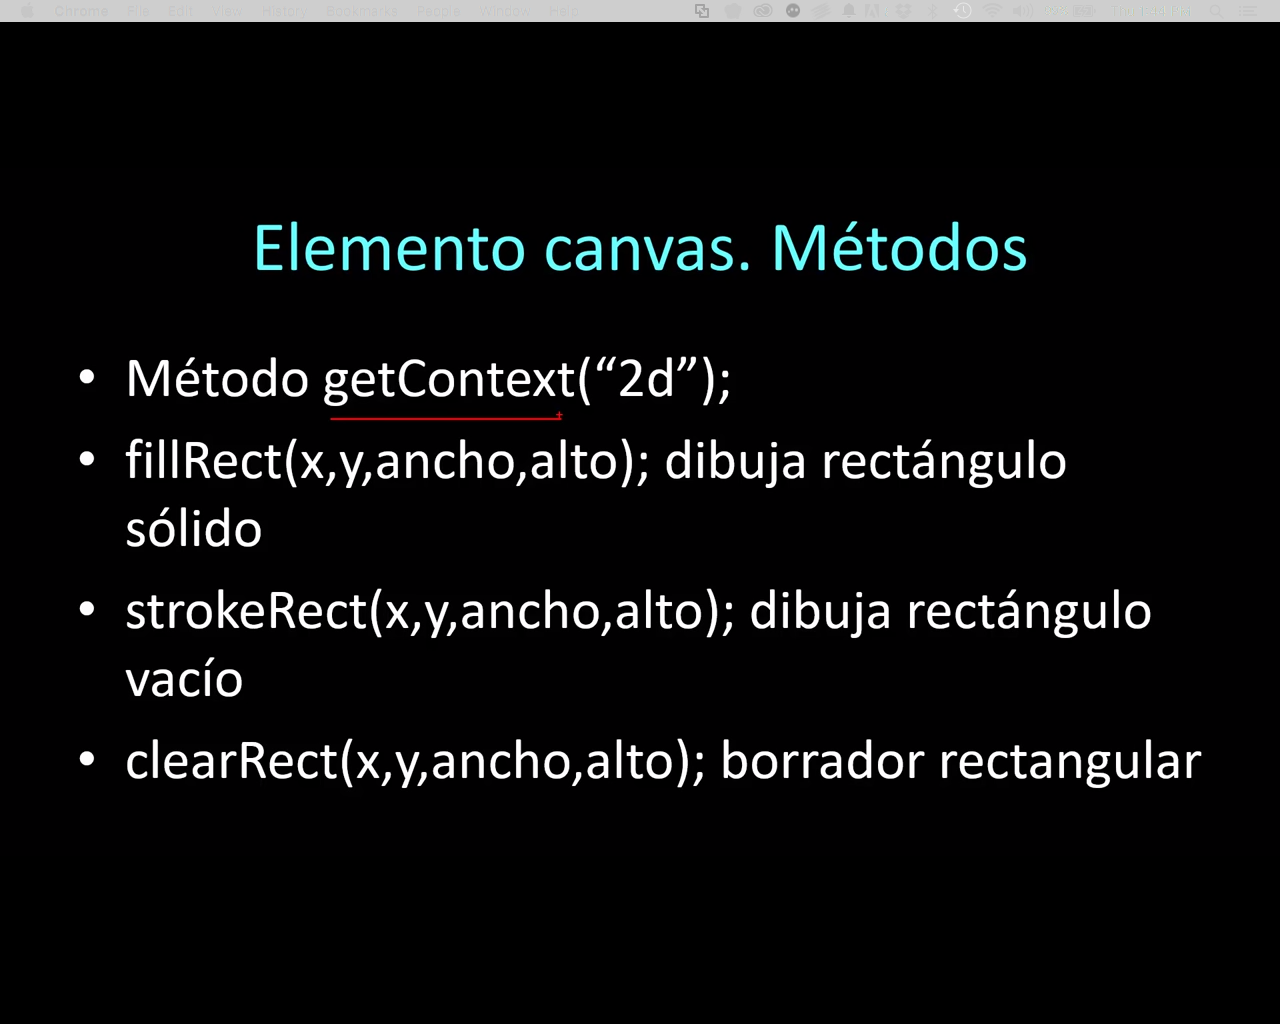 Chrome File Edit View History Bookmarks People Window Help
Elemento canvas. Métodos
• Método getContext(“2d”);
• fillRect(x,y,ancho,alto); dibuja rectángulo
sólido
• strokeRect(x,y,ancho,alto); dibuja rectángulo
vacío
• clearRect(x,y,ancho,alto); borrador rectangular